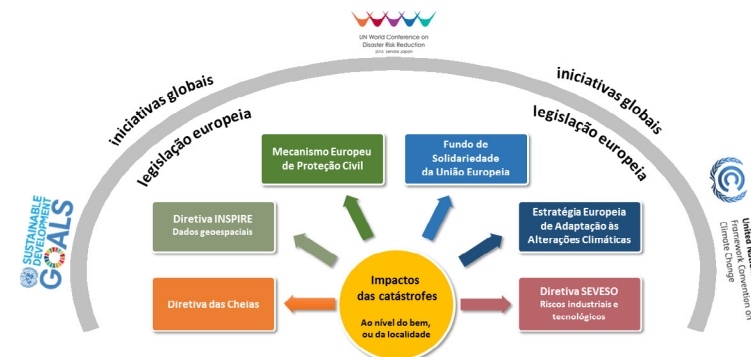 UN World Conference on
Disaster Risk Reduction
2015 Sendai Japan
iniciativas globais
iniciativas globais
legislação europeia
legislação europeia
Mecanismo Europeu
de Proteção Civil
Fundo de
Solidariedade
da União Europeia
SUSTAINABLE
DEVELOPMENT
GOALS
Diretiva INSPIRE
Dados geoespaciais
Estratégia Europeia
de Adaptação às
Alterações Climáticas
Framework Convention on
Climate Change
Diretiva das Cheias
Impactos
das catástrofes
Ao nível do bem,
ou da localidade
Diretiva SEVESO
Riscos industriais e
tecnológicos